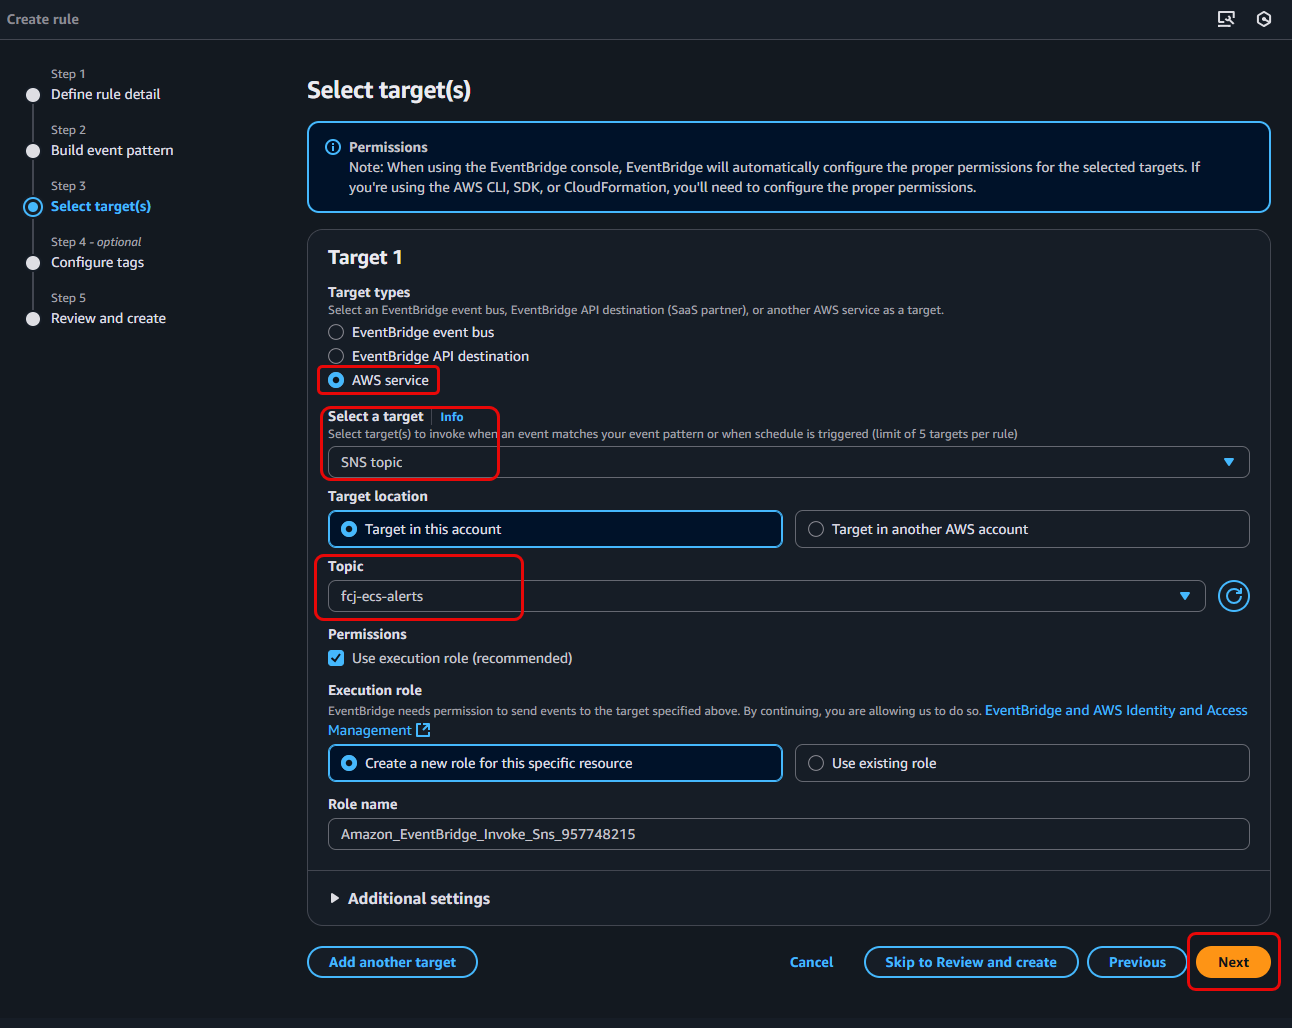 Create rule
Step 1
Define rule detail
Step 2
Build event pattern
Step 3
Select target(s)
Step 4 - optional
Configure tags
Step 5
Review and create
Select target(s)
Permissions
Note: When using the EventBridge console, EventBridge will automatically configure the proper permissions for the selected targets. If
you're using the AWS CLI, SDK, or CloudFormation, you'll need to configure the proper permissions.
Target 1
Target types
Select an EventBridge event bus, EventBridge API destination (SaaS partner), or another AWS service as a target.
EventBridge event bus
EventBridge API destination
AWS service
Select a target Info
Select target(s) to invoke when an event matches your event pattern or when schedule is triggered (limit of 5 targets per rule)
SNS topic
Target location
Target in this account
Target in another AWS account
Topic
fcj-ecs-alerts
Permissions
Use execution role (recommended)
Execution role
EventBridge needs permission to send events to the target specified above. By continuing, you are allowing us to do so. EventBridge and AWS Identity and Access
Management
Create a new role for this specific resource
Use existing role
Role name
Amazon_EventBridge_Invoke_Sns_957748215
Additional settings
Add another target
Cancel
Skip to Review and create
Previous
Next